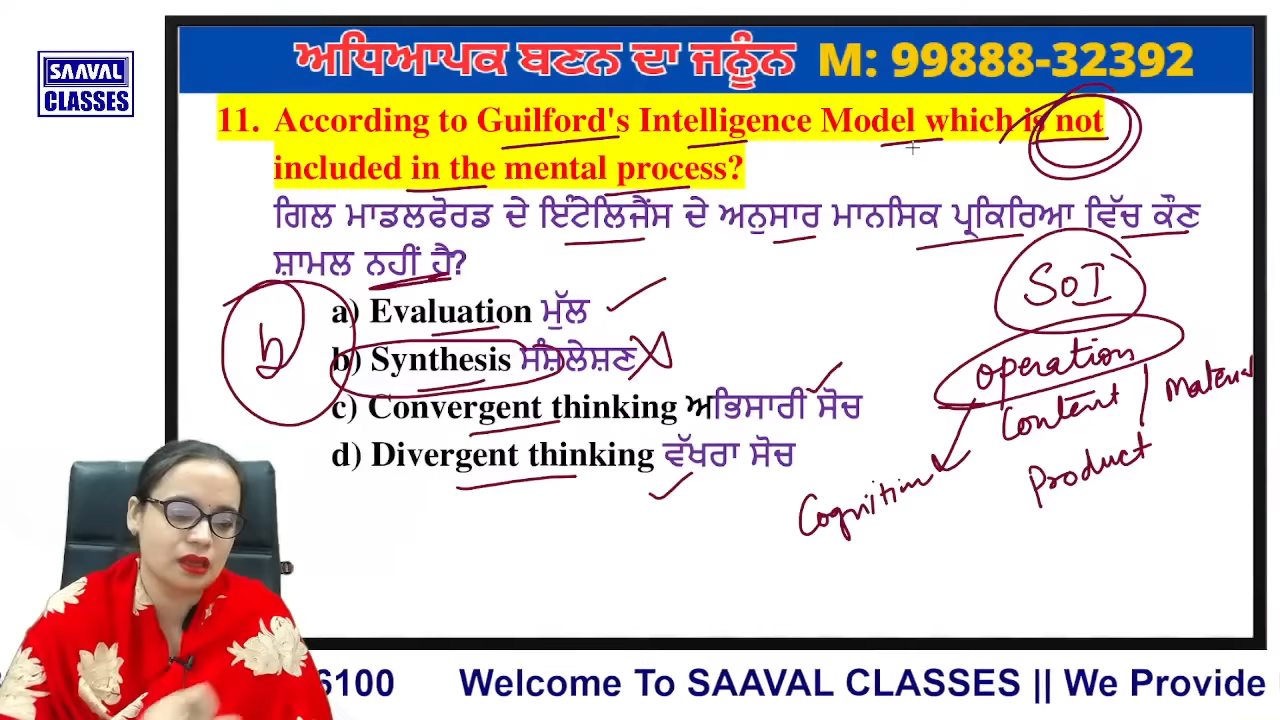 SAAVAL
CLASSES
ਅਧਿਆਪਕ ਬਣਨ ਦਾ ਜਨੂੰਨ M: 99888-32392
11. According to Guilford's Intelligence Model which is not
included in the mental process?
ਗਿਲ ਮਾਡਲਫੋਰਡ ਦੇ ਇੰਟੈਲਿਜੈਂਸ ਦੇ ਅਨੁਸਾਰ ਮਾਨਸਿਕ ਪ੍ਰਕਿਰਿਆ ਵਿੱਚ ਕੌਣ
ਸ਼ਾਮਲ ਨਹੀਂ ਹੈ?
a) Evaluation ਮੁੱਲ
b) Synthesis ਸੰਸ਼ਲੇਸ਼ਣ
c) Convergent thinking ਅਭਿਸਾਰੀ ਸੋਚ
d) Divergent thinking ਵੱਖਰਾ ਸੋਚ
b
SOI
operation
Content / Material
Product
Cognition
6100 Welcome To SAAVAL CLASSES || We Provide